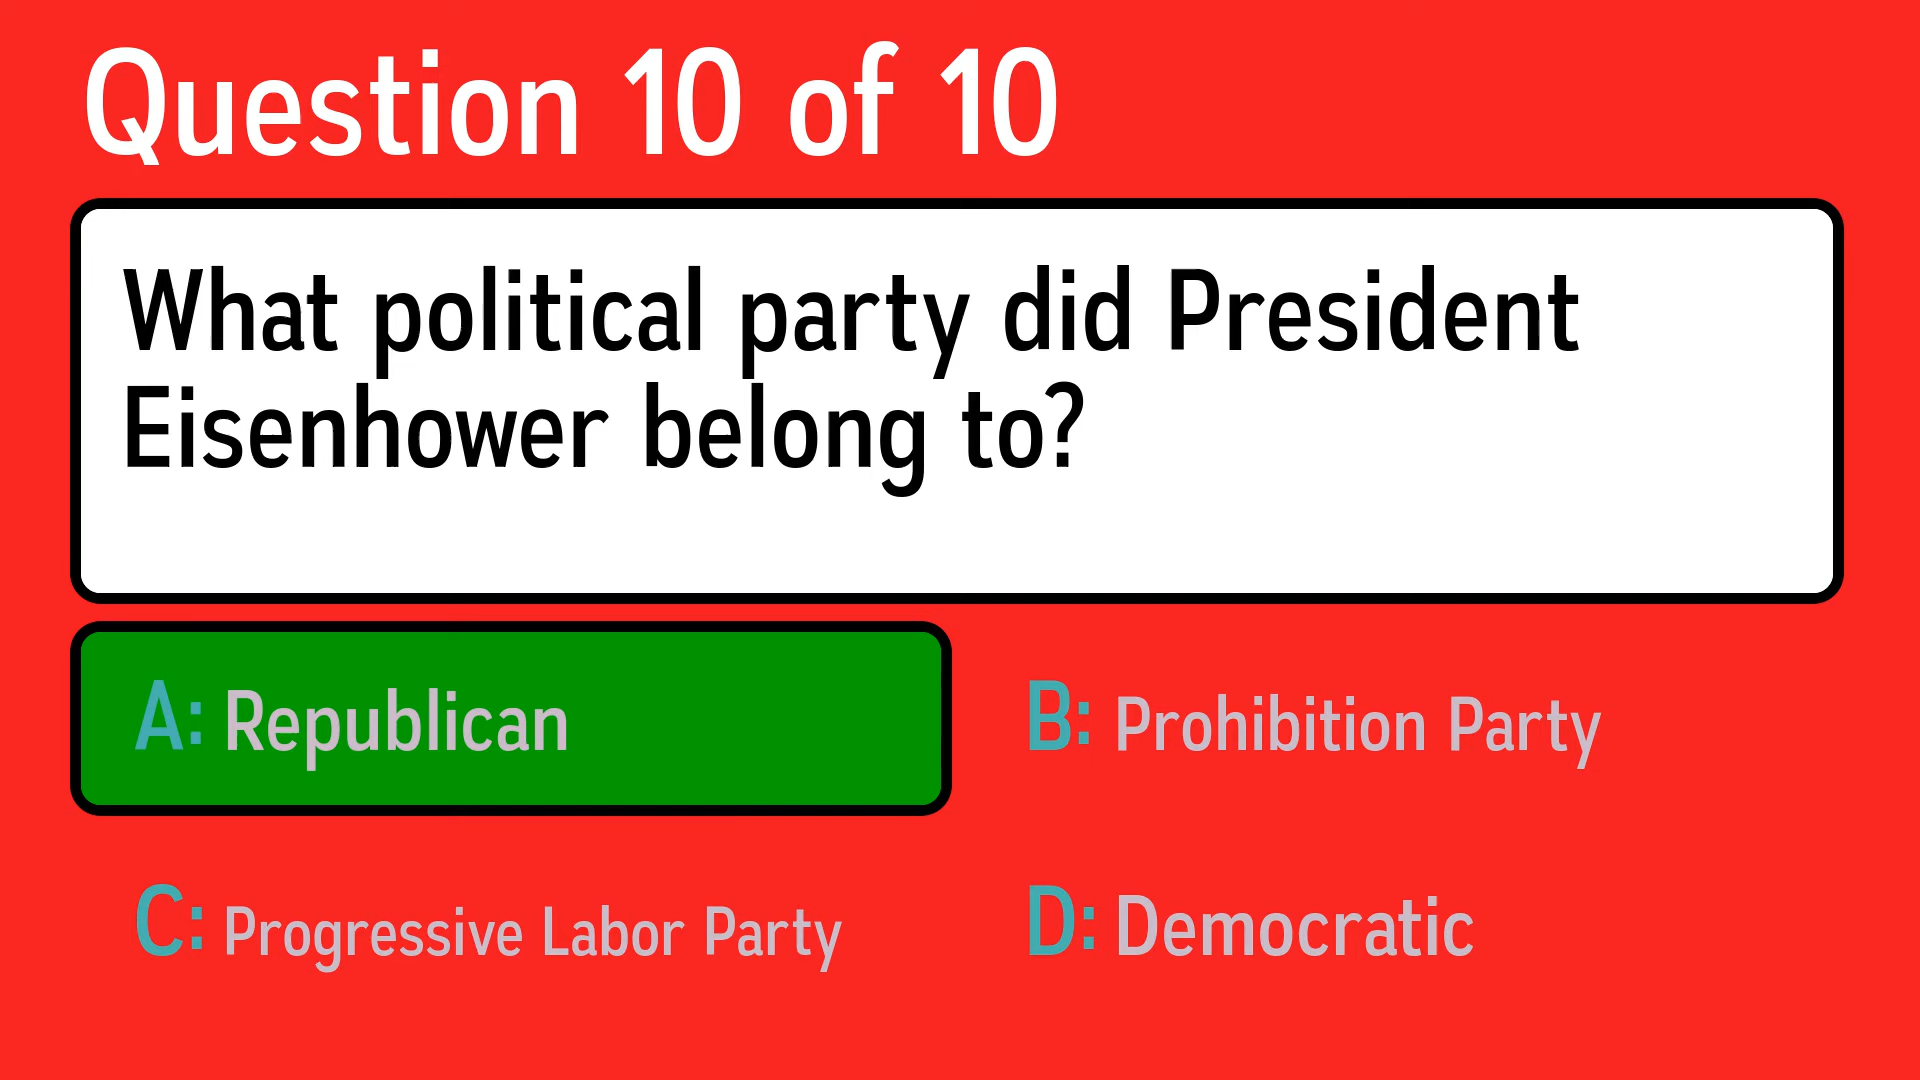 Question 10 of 10
What political party did President
Eisenhower belong to?
A: Republican
B: Prohibition Party
C: Progressive Labor Party
D: Democratic